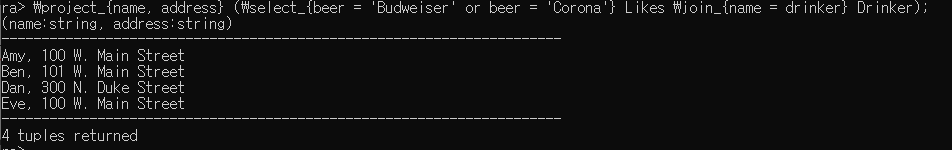 ra> ₩project_{name, address} (₩select_{beer = 'Budweiser' or beer = 'Corona'} Likes ₩join_{name = drinker} Drinker);
(name:string, address:string)
----------------------------------------------------------------------
Amy, 100 W. Main Street
Ben, 101 W. Main Street
Dan, 300 N. Duke Street
Eve, 100 W. Main Street
----------------------------------------------------------------------
4 tuples returned
ra>